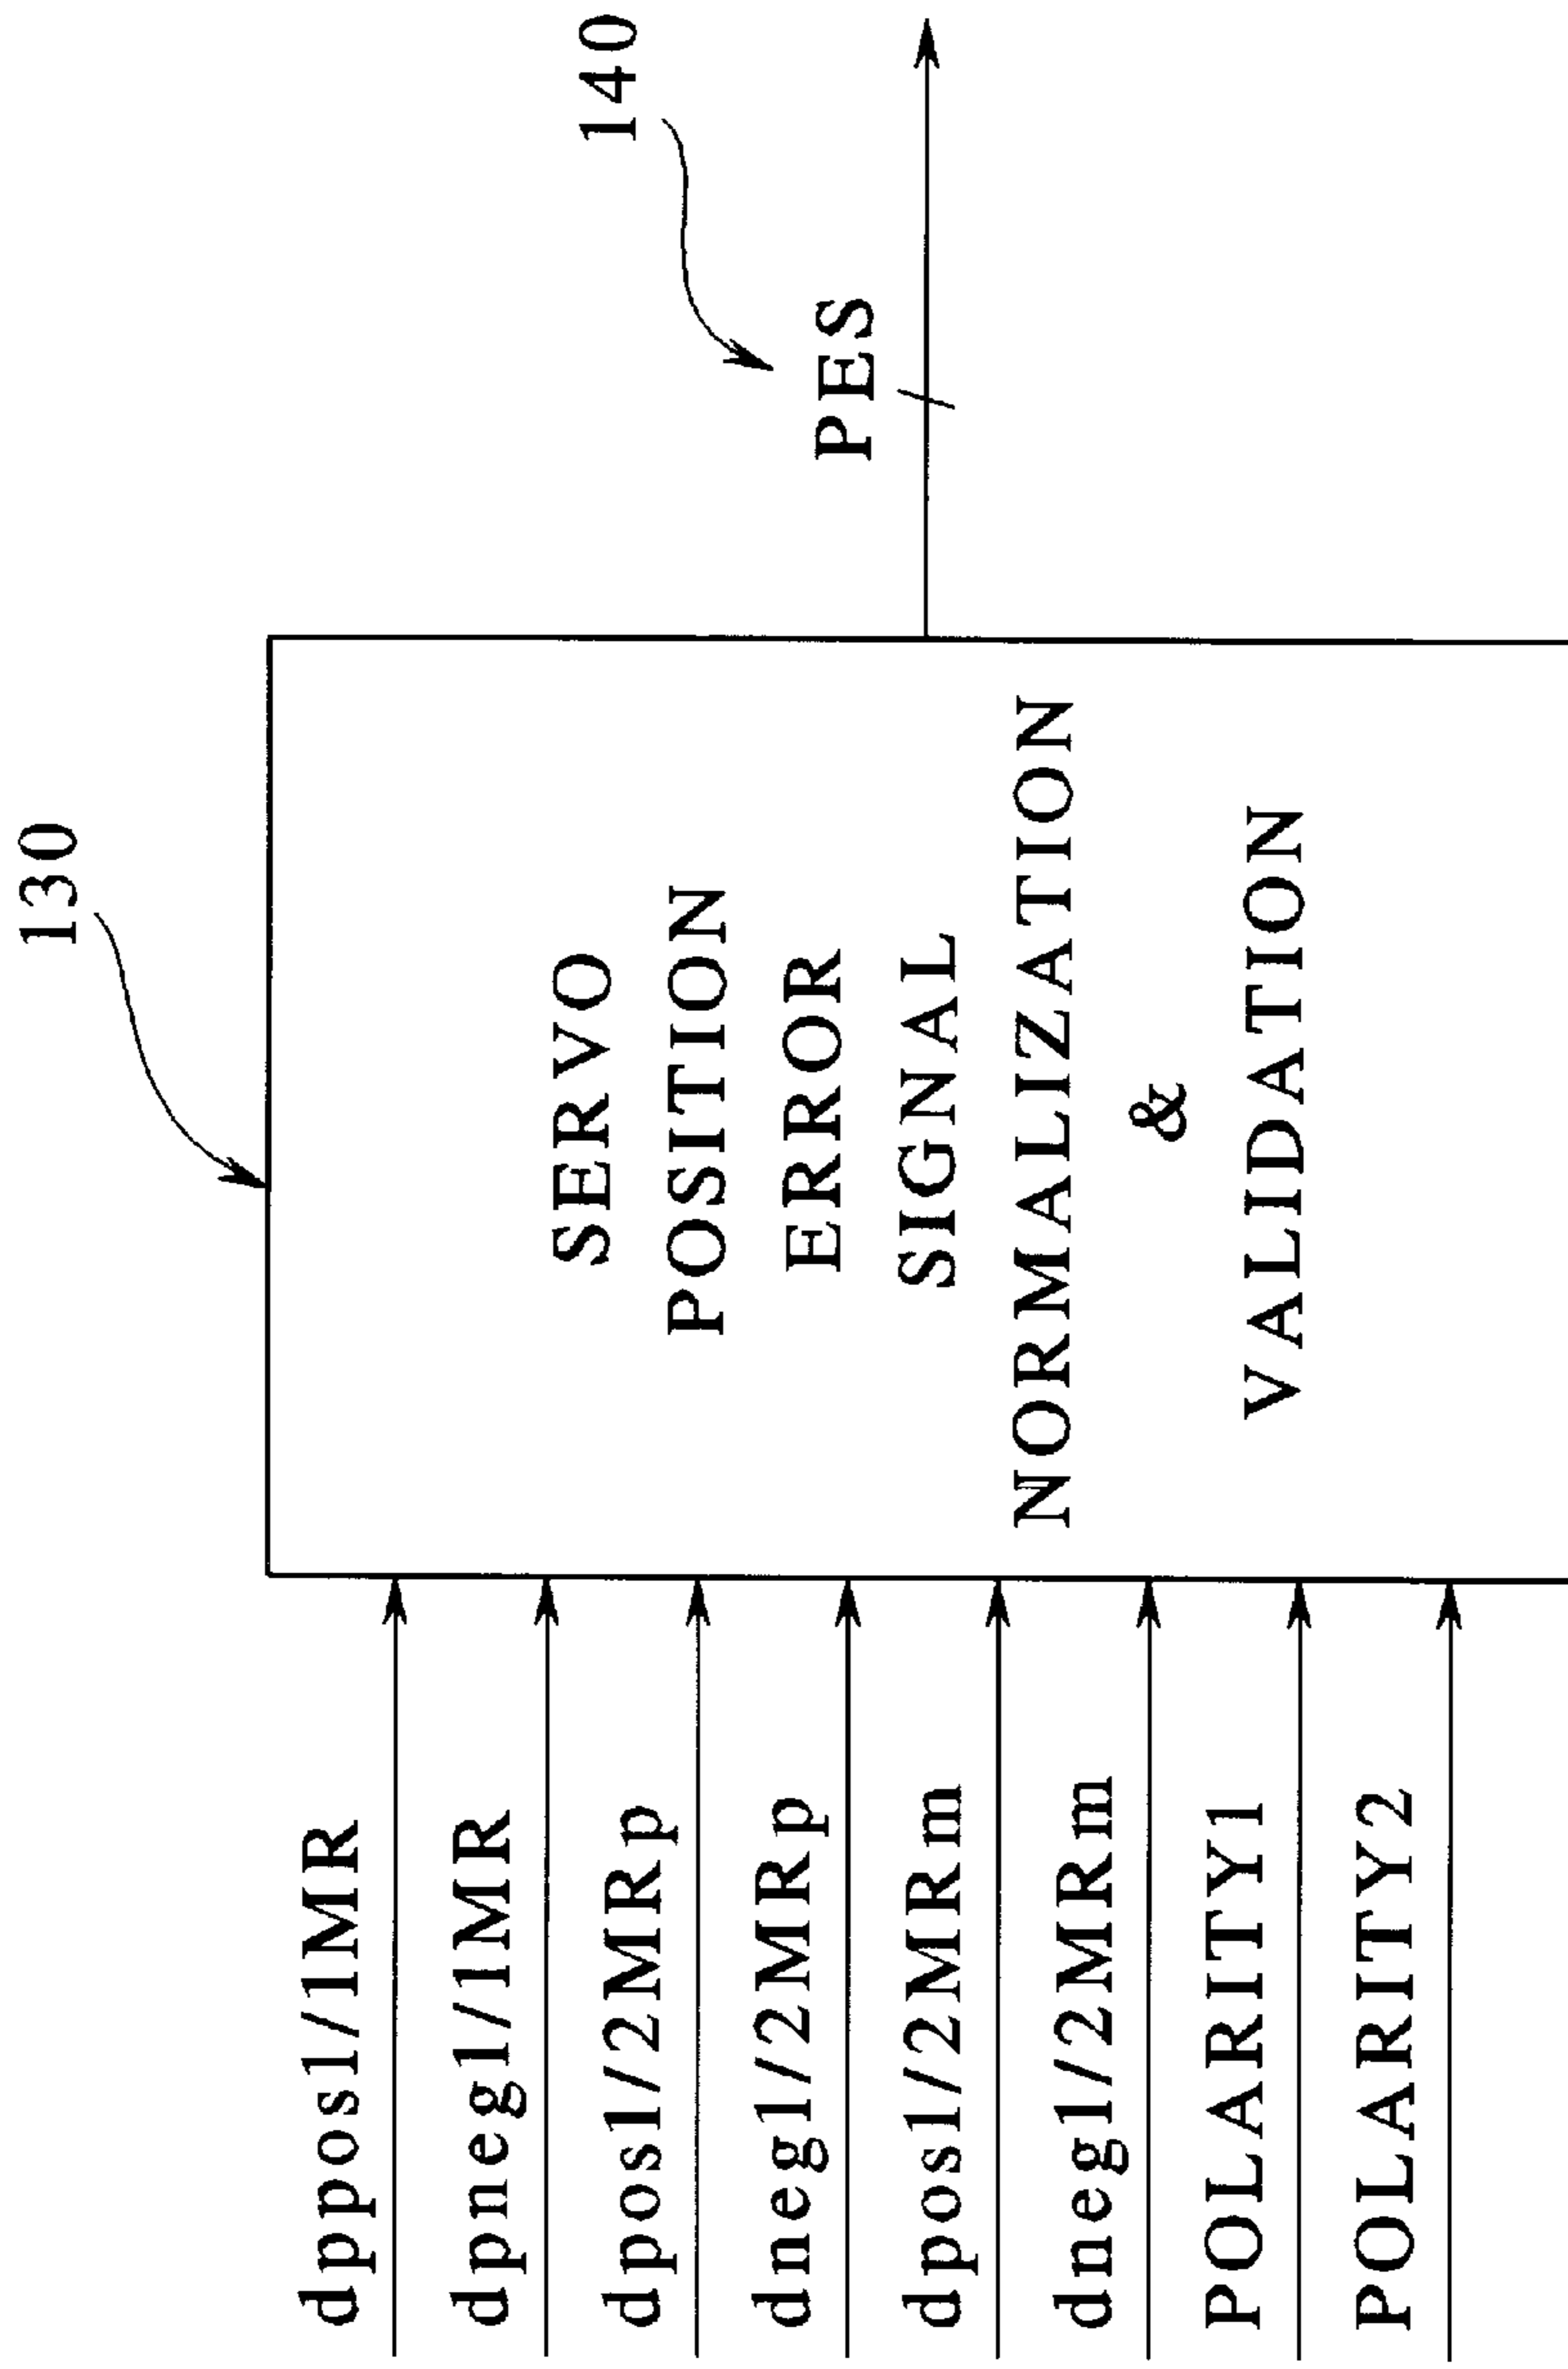 130
140
PES
SERVO
POSITION
ERROR
SIGNAL
NORMALIZATION
&
VALIDATION
dppos1/1MR
dpneg1/1MR
dpos1/2MRp
dneg1/2MRp
dpos1/2MRm
dneg1/2MRm
POLARITY1
POLARITY2